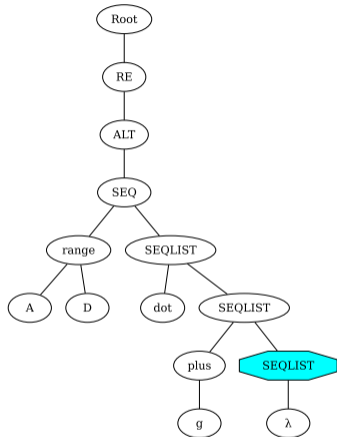 Root
RE
ALT
SEQ
range SEQLIST
A D dot SEQLIST
plus SEQLIST
g λ